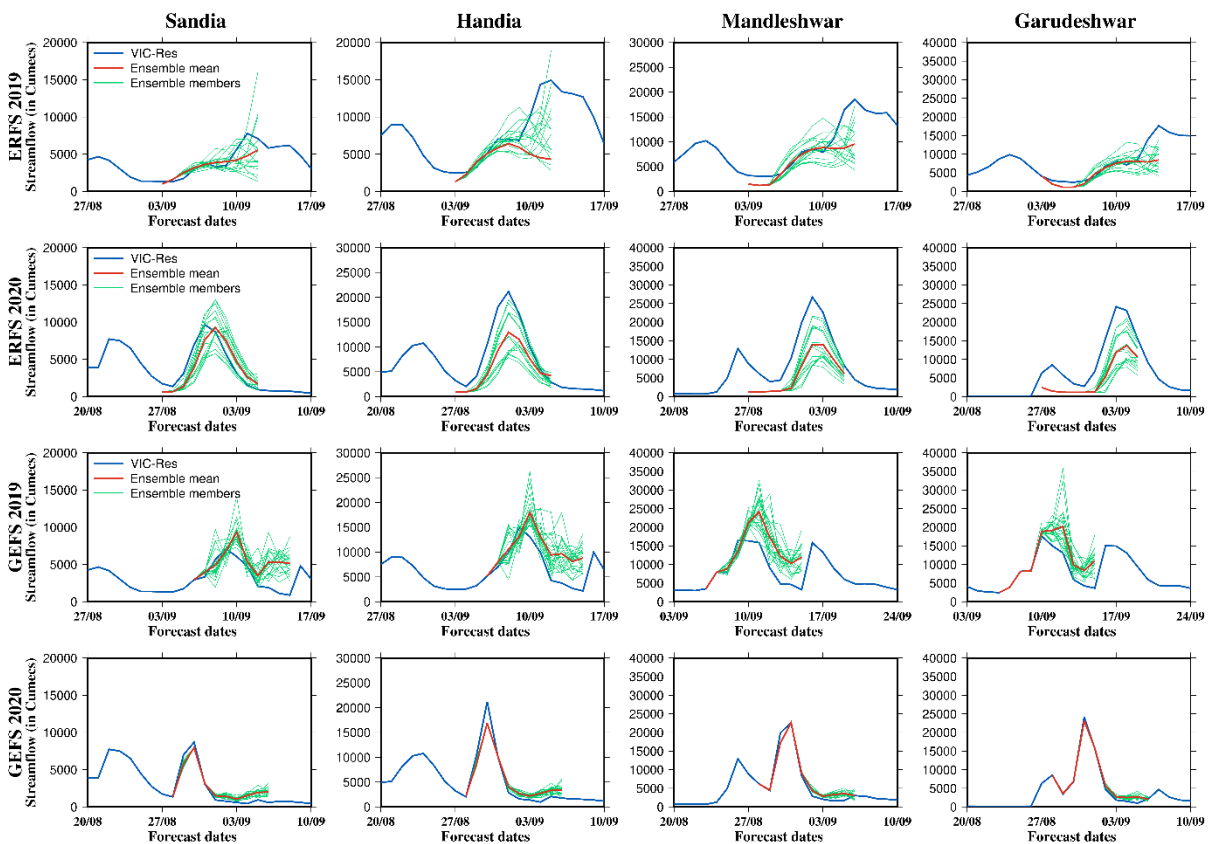 Sandia Handia Mandleshwar Garudeshwar
ERFS 2019
Streamflow (in Cumecs)
20000 15000 10000 5000 0
VIC-Res
Ensemble mean
Ensemble members
27/08 03/09 10/09 17/09
Forecast dates
20000 15000 10000 5000 0
27/08 03/09 10/09 17/09
Forecast dates
30000 25000 20000 15000 10000 5000 0
27/08 03/09 10/09 17/09
Forecast dates
40000 35000 30000 25000 20000 15000 10000 5000 0
27/08 03/09 10/09 17/09
Forecast dates
ERFS 2020
Streamflow (in Cumecs)
20000 15000 10000 5000 0
VIC-Res
Ensemble mean
Ensemble members
20/08 27/08 03/09 10/09
Forecast dates
30000 25000 20000 15000 10000 5000 0
20/08 27/08 03/09 10/09
Forecast dates
40000 35000 30000 25000 20000 15000 10000 5000 0
20/08 27/08 03/09 10/09
Forecast dates
40000 35000 30000 25000 20000 15000 10000 5000 0
20/08 27/08 03/09 10/09
Forecast dates
GEFS 2019
Streamflow (in Cumecs)
20000 15000 10000 5000 0
VIC-Res
Ensemble mean
Ensemble members
27/08 03/09 10/09 17/09
Forecast dates
30000 25000 20000 15000 10000 5000 0
27/08 03/09 10/09 17/09
Forecast dates
40000 35000 30000 25000 20000 15000 10000 5000 0
03/09 10/09 17/09 24/09
Forecast dates
40000 35000 30000 25000 20000 15000 10000 5000 0
03/09 10/09 17/09 24/09
Forecast dates
GEFS 2020
Streamflow (in Cumecs)
20000 15000 10000 5000 0
20/08 27/08 03/09 10/09
Forecast dates
30000 25000 20000 15000 10000 5000 0
20/08 27/08 03/09 10/09
Forecast dates
40000 35000 30000 25000 20000 15000 10000 5000 0
20/08 27/08 03/09 10/09
Forecast dates
40000 35000 30000 25000 20000 15000 10000 5000 0
20/08 27/08 03/09 10/09
Forecast dates